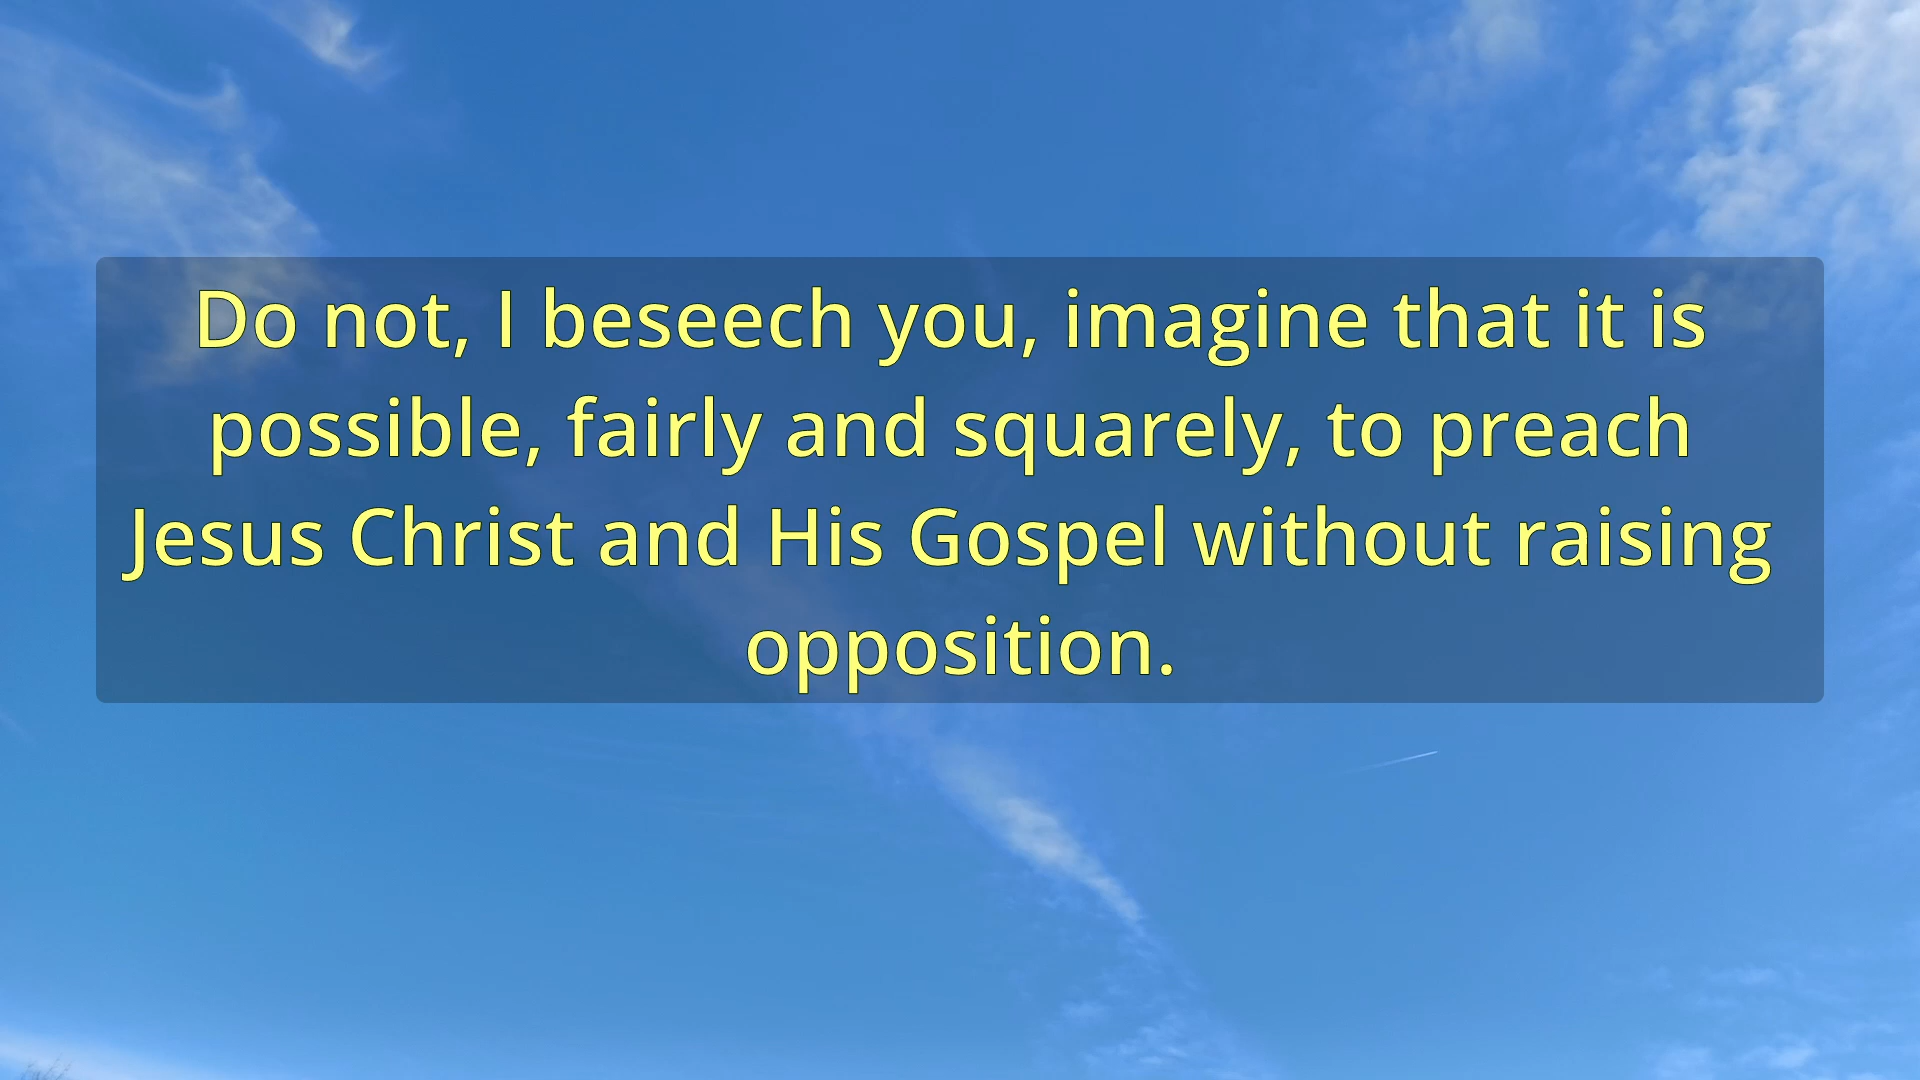 Do not, I beseech you, imagine that it is
possible, fairly and squarely, to preach
Jesus Christ and His Gospel without raising
opposition.